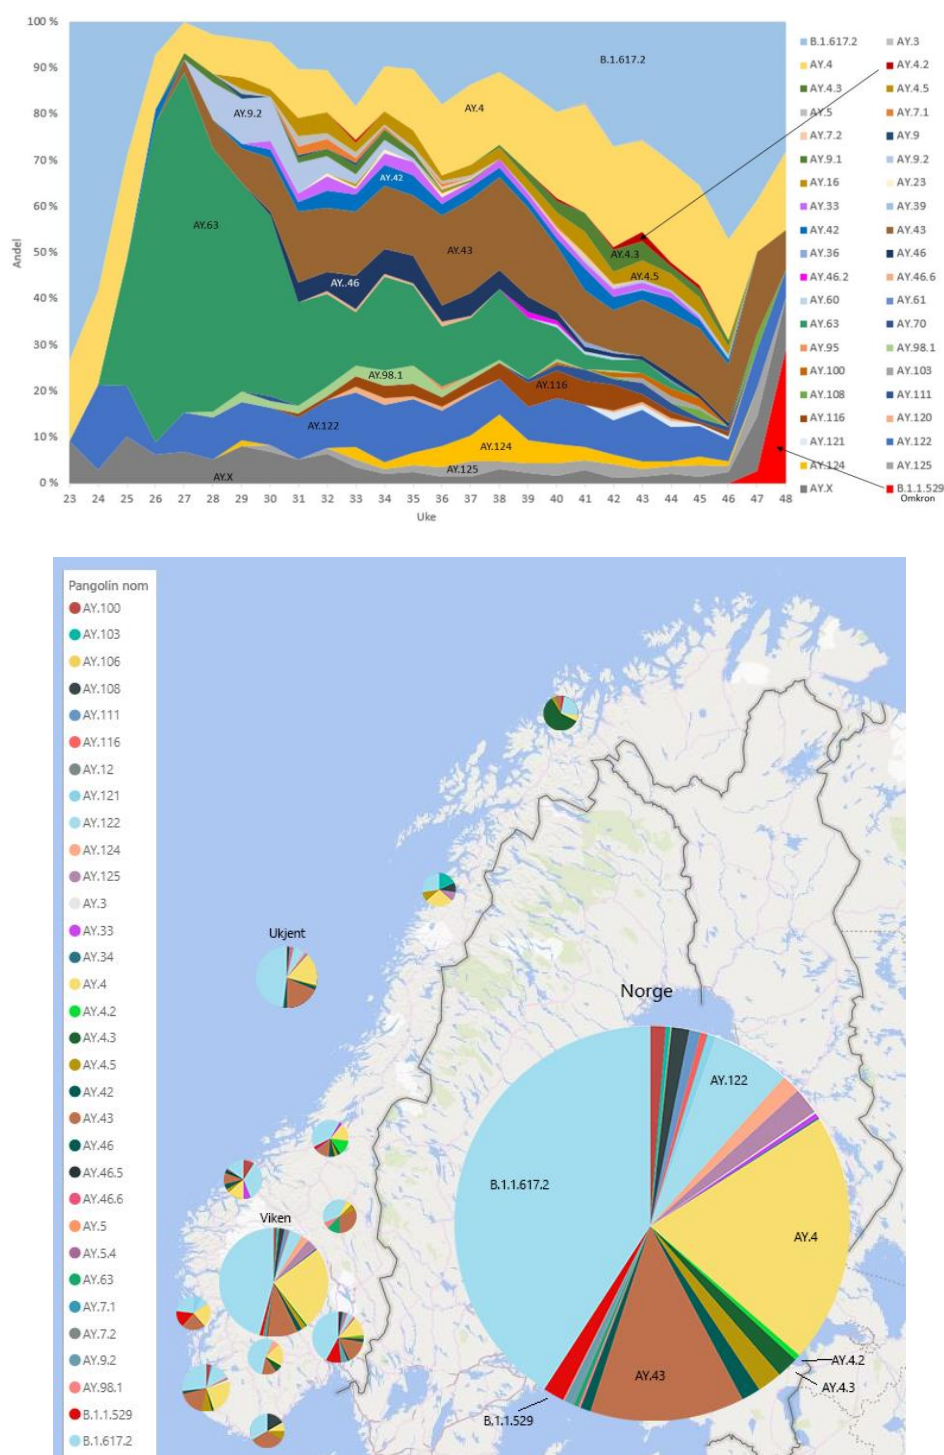 100 %
90 %
80 %
70 %
60 %
50 %
40 %
30 %
20 %
10 %
0 %
Andel
23 24 25 26 27 28 29 30 31 32 33 34 35 36 37 38 39 40 41 42 43 44 45 46 47 48
Uke
B.1.617.2
AY.4
AY.9.2
AY.42
AY.63
AY.43
AY.4.3
AY..46
AY.4.5
AY.98.1
AY.116
AY.122
AY.124
AY.125
AY.X
B.1.617.2 AY.3
AY.4 AY.4.2
AY.4.3 AY.4.5
AY.5 AY.7.1
AY.7.2 AY.9
AY.9.1 AY.9.2
AY.16 AY.23
AY.33 AY.39
AY.42 AY.43
AY.36 AY.46
AY.46.2 AY.46.6
AY.60 AY.61
AY.63 AY.70
AY.95 AY.98.1
AY.100 AY.103
AY.108 AY.111
AY.116 AY.120
AY.121 AY.122
AY.124 AY.125
AY.X B.1.1.529
Omkron
Pangolin nom
AY.100
AY.103
AY.106
AY.108
AY.111
AY.116
AY.12
AY.121
AY.122
AY.124
AY.125
AY.3
AY.33
AY.34
AY.4
AY.4.2
AY.4.3
AY.4.5
AY.42
AY.43
AY.46
AY.46.5
AY.46.6
AY.5
AY.5.4
AY.63
AY.7.1
AY.7.2
AY.9.2
AY.98.1
B.1.1.529
B.1.617.2
Ukjent
Norge
Viken
AY.122
B.1.1.617.2
AY.4
AY.4.2
AY.4.3
AY.43
B.1.1.529